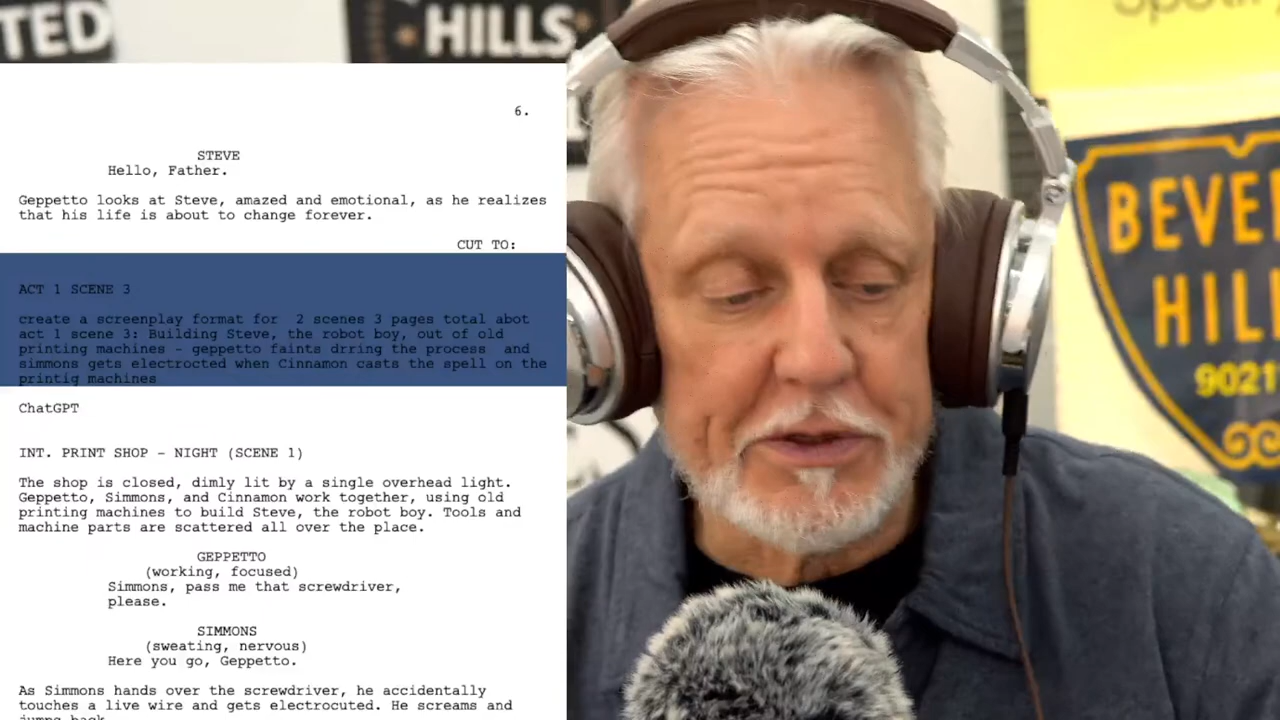 TED
HILLS
6.
STEVE
Hello, Father.
Geppetto looks at Steve, amazed and emotional, as he realizes
that his life is about to change forever.
CUT TO:
ACT 1 SCENE 3
create a screenplay format for  2 scenes 3 pages total abot
act 1 scene 3: Building Steve, the robot boy, out of old
printing machines - geppetto faints drring the process  and
simmons gets electrocted when Cinnamon casts the spell on the
printig machines
ChatGPT
INT. PRINT SHOP - NIGHT (SCENE 1)
The shop is closed, dimly lit by a single overhead light.
Geppetto, Simmons, and Cinnamon work together, using old
printing machines to build Steve, the robot boy. Tools and
machine parts are scattered all over the place.
GEPPETTO
(working, focused)
Simmons, pass me that screwdriver,
please.
SIMMONS
(sweating, nervous)
Here you go, Geppetto.
As Simmons hands over the screwdriver, he accidentally
touches a live wire and gets electrocuted. He screams and
jumps back
Spotify
BEVE
HIL
9021